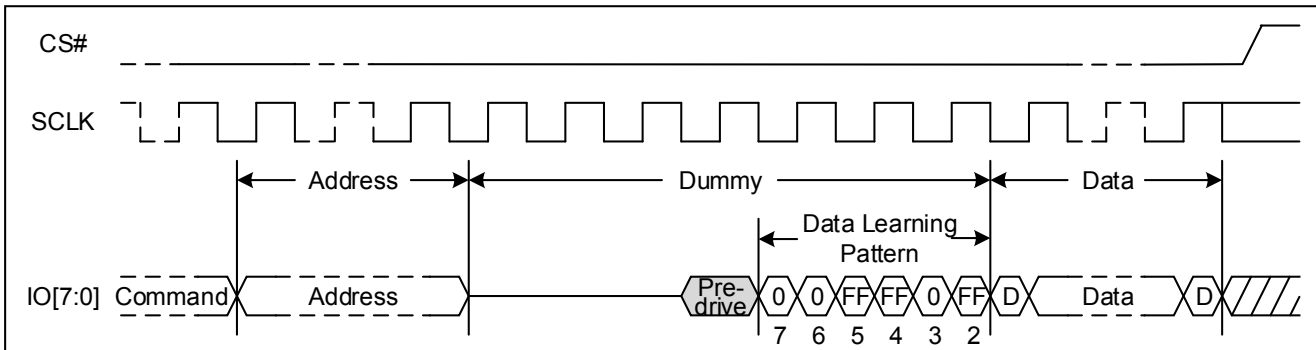 CS#
SCLK
Address Dummy Data
Data Learning
Pattern
IO[7:0] Command Address Pre-
drive 0 0 FF FF 0 FF D Data D
7 6 5 4 3 2